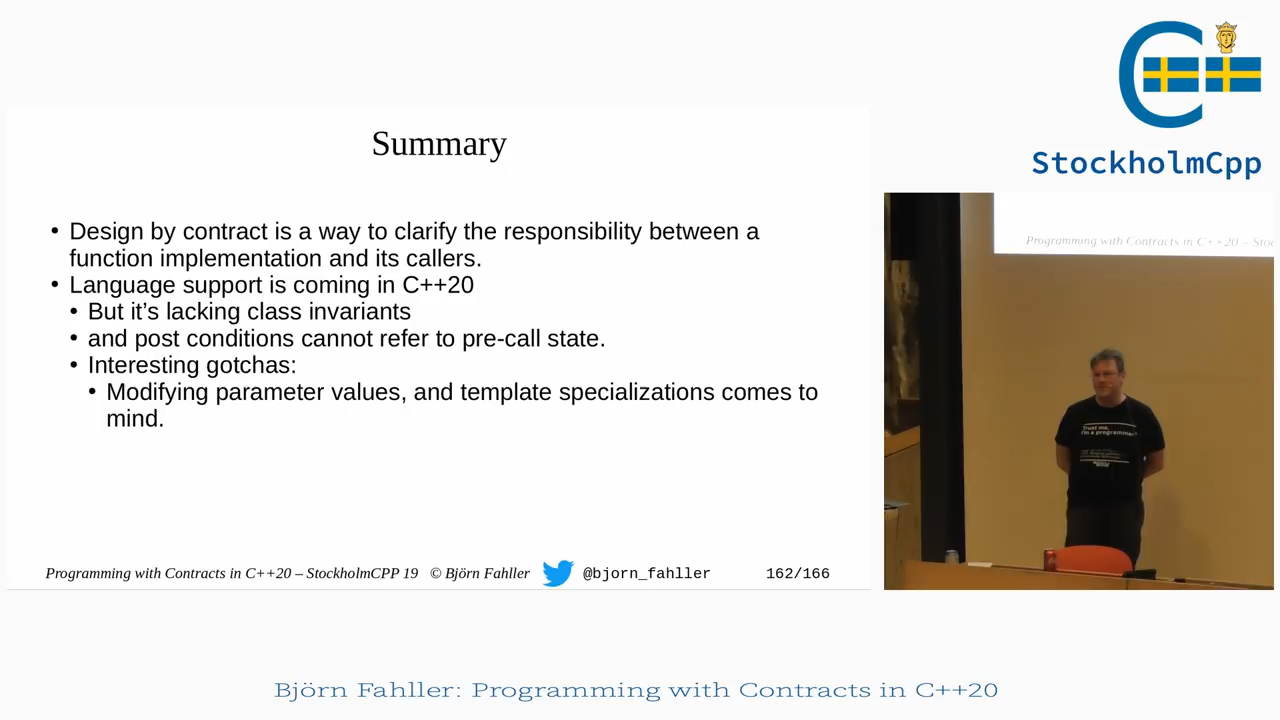 StockholmCpp
Summary
• Design by contract is a way to clarify the responsibility between a
function implementation and its callers.
• Language support is coming in C++20
• But it’s lacking class invariants
• and post conditions cannot refer to pre-call state.
• Interesting gotchas:
• Modifying parameter values, and template specializations comes to
mind.
Programming with Contracts in C++20 – StockholmCPP 19 © Björn Fahller @bjorn_fahller 162/166
Programming with Contracts in C++20 – Stoc
Trust me,
I'm a programmer
Björn Fahller: Programming with Contracts in C++20